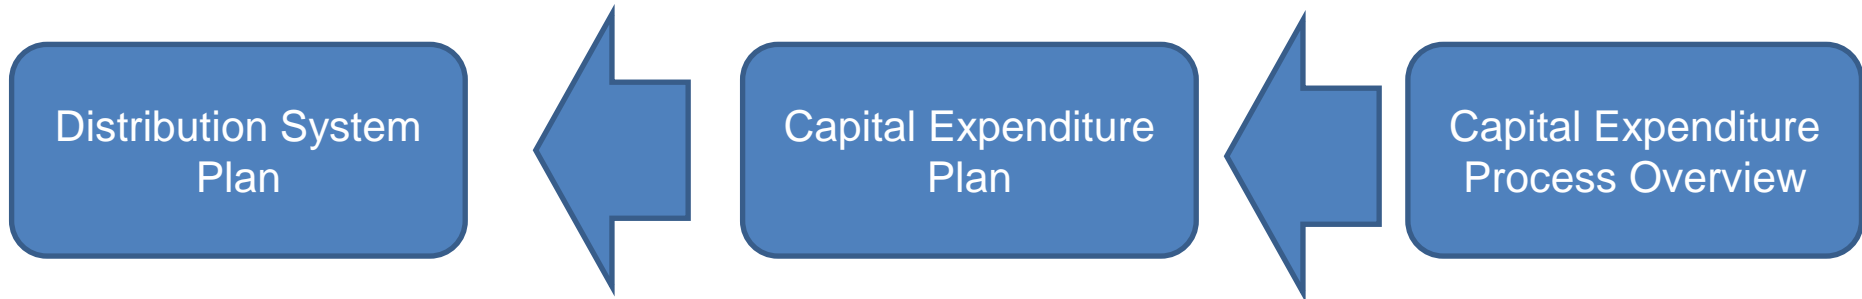 Distribution System
Plan
Capital Expenditure
Plan
Capital Expenditure
Process Overview